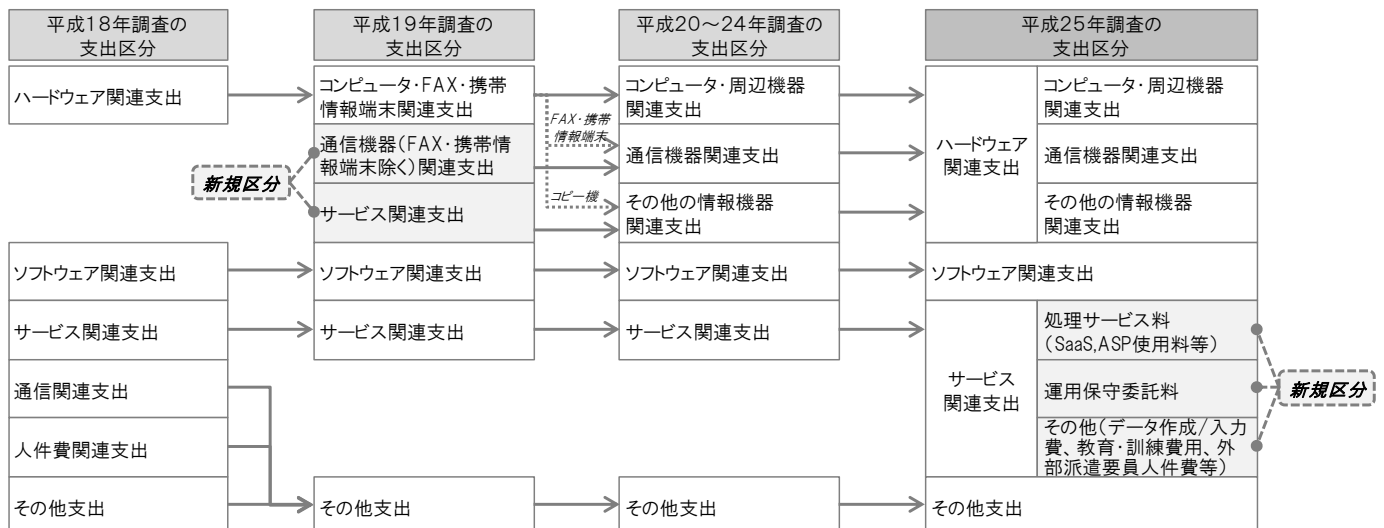 平成18年調査の
支出区分
平成19年調査の
支出区分
平成20～24年調査の
支出区分
平成25年調査の
支出区分
ハードウェア関連支出
コンピュータ・FAX・携帯
情報端末関連支出
通信機器(FAX・携帯情
報端末除く)関連支出
サービス関連支出
新規区分
FAX・携帯
情報端末
コピー機
コンピュータ・周辺機器
関連支出
通信機器関連支出
その他の情報機器
関連支出
ハードウェア
関連支出
コンピュータ・周辺機器
関連支出
通信機器関連支出
その他の情報機器
関連支出
ソフトウェア関連支出
ソフトウェア関連支出
ソフトウェア関連支出
ソフトウェア関連支出
サービス関連支出
サービス関連支出
サービス関連支出
サービス
関連支出
処理サービス料
(SaaS,ASP使用料等)
運用保守委託料
その他(データ作成/入力
費、教育・訓練費用、外
部派遣要員人件費等)
新規区分
通信関連支出
人件費関連支出
その他支出
その他支出
その他支出
その他支出